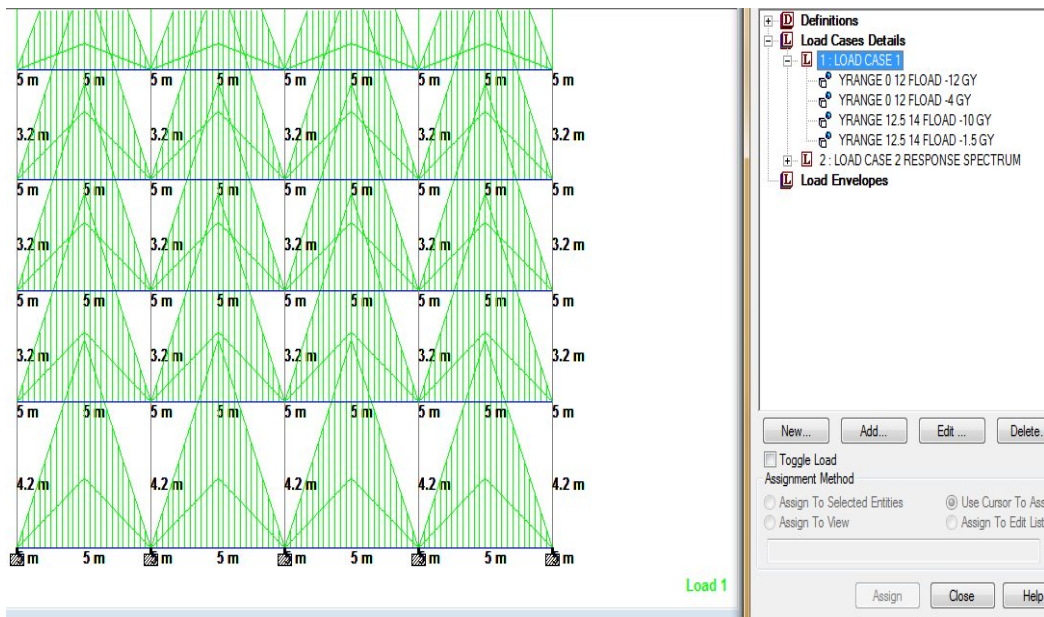 5 m 5 m 5 m 5 m 5 m 5 m 5 m 5 m 5 m
3.2 m 3.2 m 3.2 m 3.2 m 3.2 m
5 m 5 m 5 m 5 m 5 m 5 m 5 m 5 m 5 m
3.2 m 3.2 m 3.2 m 3.2 m 3.2 m
5 m 5 m 5 m 5 m 5 m 5 m 5 m 5 m 5 m
3.2 m 3.2 m 3.2 m 3.2 m 3.2 m
5 m 5 m 5 m 5 m 5 m 5 m 5 m 5 m 5 m
4.2 m 4.2 m 4.2 m 4.2 m 4.2 m
m 5 m m 5 m m 5 m m 5 m m
Load 1
D Definitions
L Load Cases Details
L 1 : LOAD CASE 1
YRANGE 0 12 FLOAD -12 GY
YRANGE 0 12 FLOAD -4 GY
YRANGE 12.5 14 FLOAD -10 GY
YRANGE 12.5 14 FLOAD -1.5 GY
L 2 : LOAD CASE 2 RESPONSE SPECTRUM
L Load Envelopes
New... Add... Edit ... Delete.
Toggle Load
Assignment Method
Assign To Selected Entities Use Cursor To Ass
Assign To View Assign To Edit List
Assign Close Help